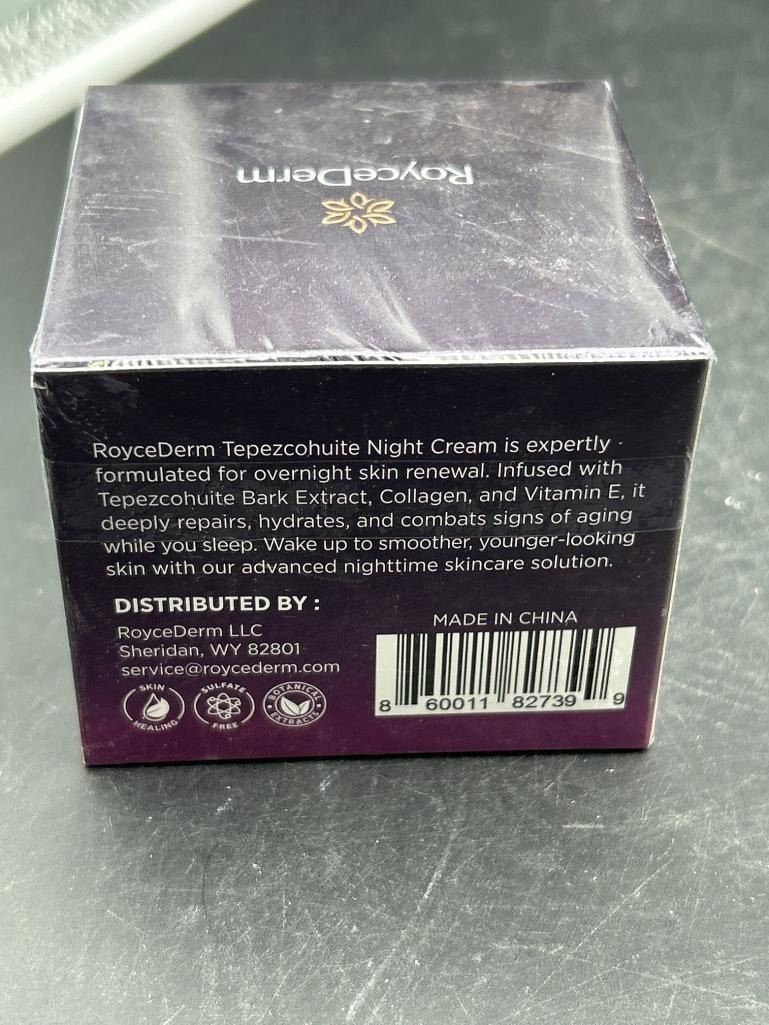 RoyceDerm
RoyceDerm Tepezcohuite Night Cream is expertly
formulated for overnight skin renewal. Infused with
Tepezcohuite Bark Extract, Collagen, and Vitamin E, it
deeply repairs, hydrates, and combats signs of aging
while you sleep. Wake up to smoother, younger-looking
skin with our advanced nighttime skincare solution.
DISTRIBUTED BY :
RoyceDerm LLC
Sheridan, WY 82801
service@roycederm.com
SKIN
HEALING
SULFATE
FREE
BOTANICAL
EXTRACTS
MADE IN CHINA
8 60011 82739 9